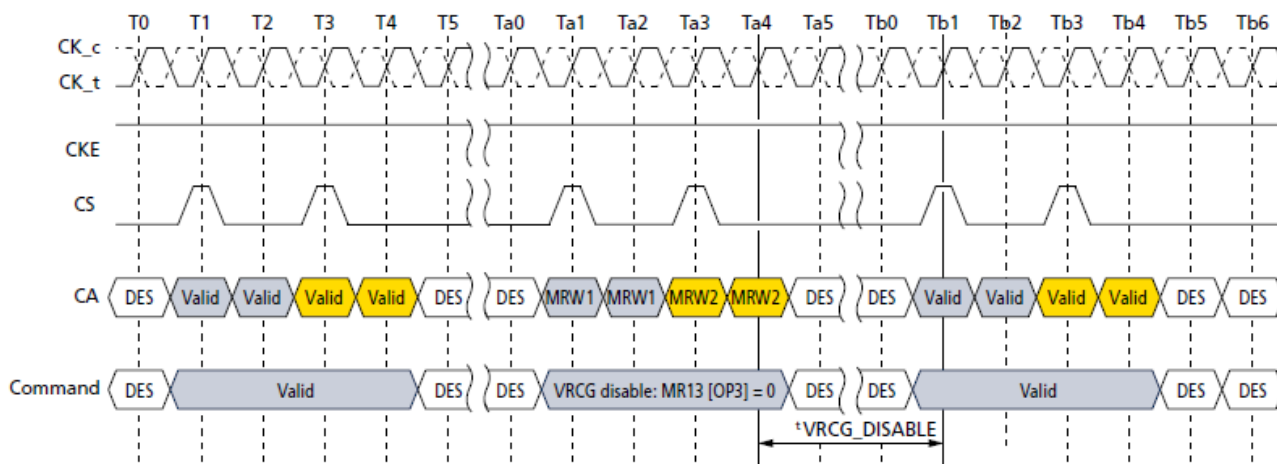 T0 T1 T2 T3 T4 T5 Ta0 Ta1 Ta2 Ta3 Ta4 Ta5 Tb0 Tb1 Tb2 Tb3 Tb4 Tb5 Tb6
CK_c
CK_t
CKE
CS
CA DES Valid Valid Valid Valid DES DES MRW1 MRW1 MRW2 MRW2 DES DES Valid Valid Valid Valid DES DES
Command DES Valid DES DES VRCG disable: MR13 [OP3] = 0 DES DES Valid DES DES
tVRCG_DISABLE